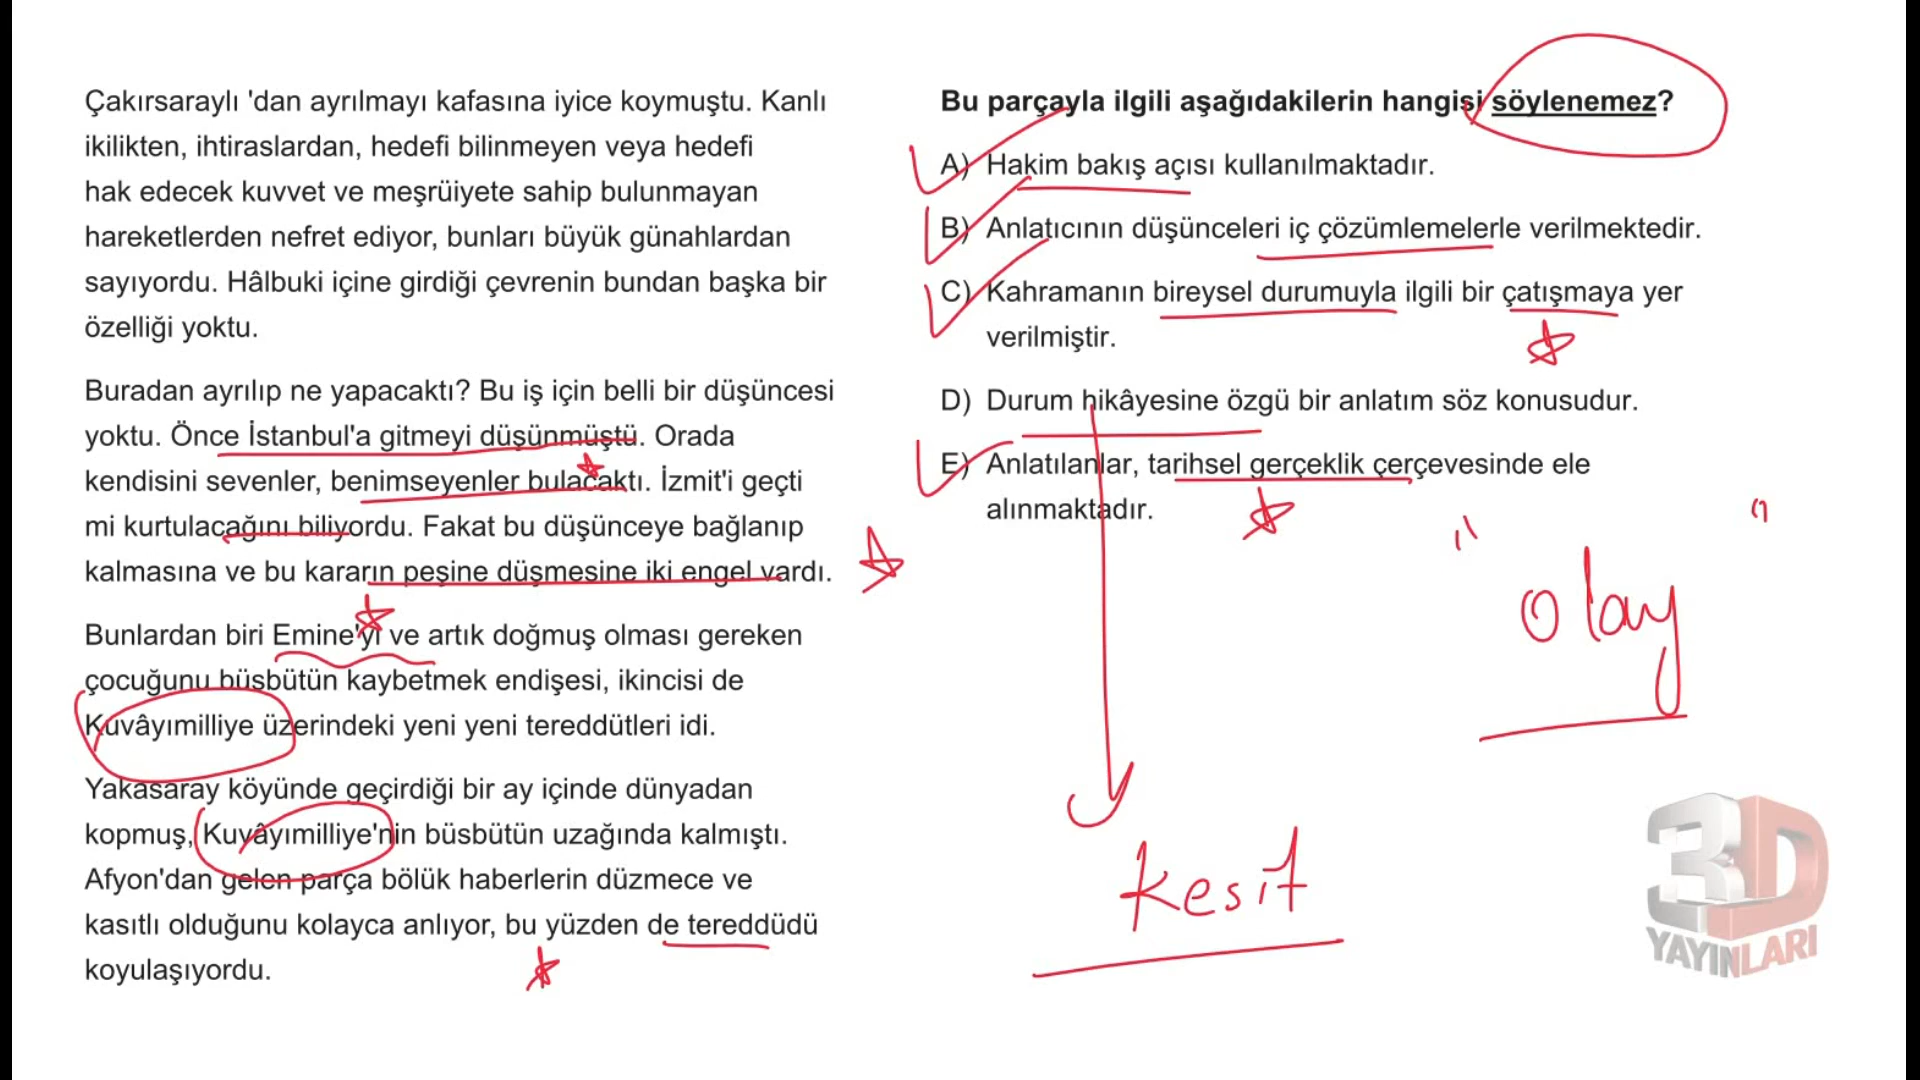 Çakırsaraylı 'dan ayrılmayı kafasına iyice koymuştu. Kanlı
ikilikten, ihtiraslardan, hedefi bilinmeyen veya hedefi
hak edecek kuvvet ve meşrüiyete sahip bulunmayan
hareketlerden nefret ediyor, bunları büyük günahlardan
sayıyordu. Hâlbuki içine girdiği çevrenin bundan başka bir
özelliği yoktu.
Buradan ayrılıp ne yapacaktı? Bu iş için belli bir düşüncesi
yoktu. Önce İstanbul'a gitmeyi düşünmüştü. Orada
kendisini sevenler, benimseyenler bulacaktı. İzmit'i geçti
mi kurtulacağını biliyordu. Fakat bu düşünceye bağlanıp
kalmasına ve bu kararın peşine düşmesine iki engel vardı.
Bunlardan biri Emine'yi ve artık doğmuş olması gereken
çocuğunu büsbütün kaybetmek endişesi, ikincisi de
Kuvâyımilliye üzerindeki yeni yeni tereddütleri idi.
Yakasaray köyünde geçirdiği bir ay içinde dünyadan
kopmuş, Kuvâyımilliye'nin büsbütün uzağında kalmıştı.
Afyon'dan gelen parça bölük haberlerin düzmece ve
kasıtlı olduğunu kolayca anlıyor, bu yüzden de tereddüdü
koyulaşıyordu.
Bu parçayla ilgili aşağıdakilerin hangisi söylenemez?
A) Hakim bakış açısı kullanılmaktadır.
B) Anlatıcının düşünceleri iç çözümlemelerle verilmektedir.
C) Kahramanın bireysel durumuyla ilgili bir çatışmaya yer
verilmiştir.
D) Durum hikâyesine özgü bir anlatım söz konusudur.
E) Anlatılanlar, tarihsel gerçeklik çerçevesinde ele
alınmaktadır.
"olay"
Kesit
3D
YAYINLARI